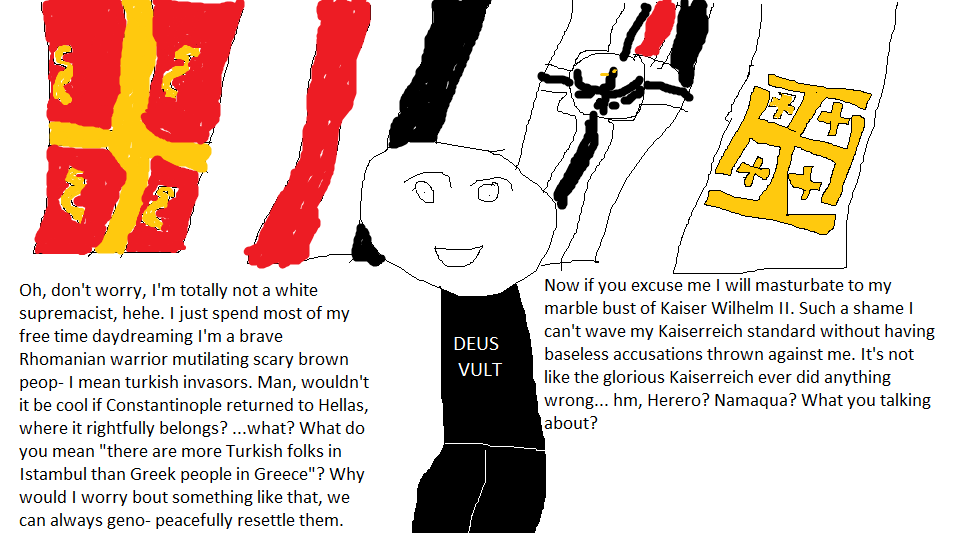 Oh, don't worry, I'm totally not a white
supremacist, hehe. I just spend most of my
free time daydreaming I'm a brave
Rhomanian warrior mutilating scary brown
peop- I mean turkish invasors. Man, wouldn't
it be cool if Constantinople returned to Hellas,
where it rightfully belongs? ...what? What do
you mean "there are more Turkish folks in
Istambul than Greek people in Greece"? Why
would I worry bout something like that, we
can always geno- peacefully resettle them.
DEUS
VULT
Now if you excuse me I will masturbate to my
marble bust of Kaiser Wilhelm II. Such a shame I
can't wave my Kaiserreich standard without having
baseless accusations thrown against me. It's not
like the glorious Kaiserreich ever did anything
wrong... hm, Herero? Namaqua? What you talking
about?